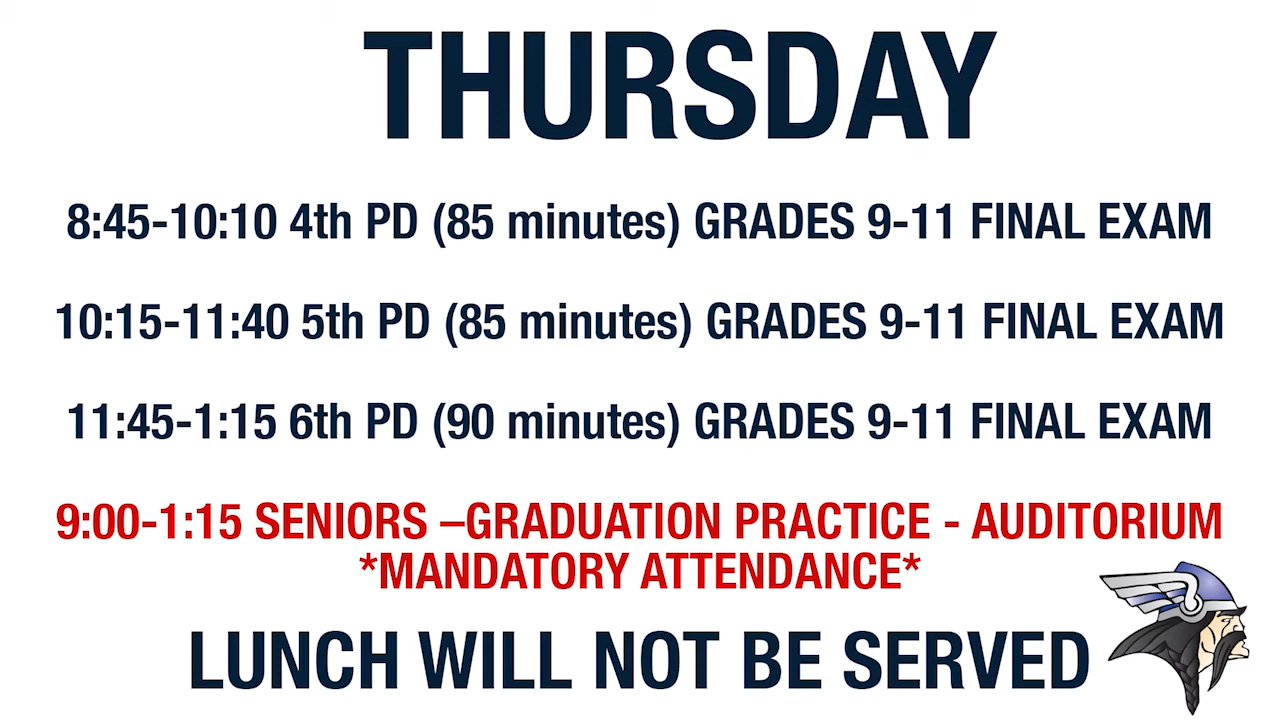 THURSDAY
8:45-10:10 4th PD (85 minutes) GRADES 9-11 FINAL EXAM
10:15-11:40 5th PD (85 minutes) GRADES 9-11 FINAL EXAM
11:45-1:15 6th PD (90 minutes) GRADES 9-11 FINAL EXAM
9:00-1:15 SENIORS –GRADUATION PRACTICE - AUDITORIUM
*MANDATORY ATTENDANCE*
LUNCH WILL NOT BE SERVED